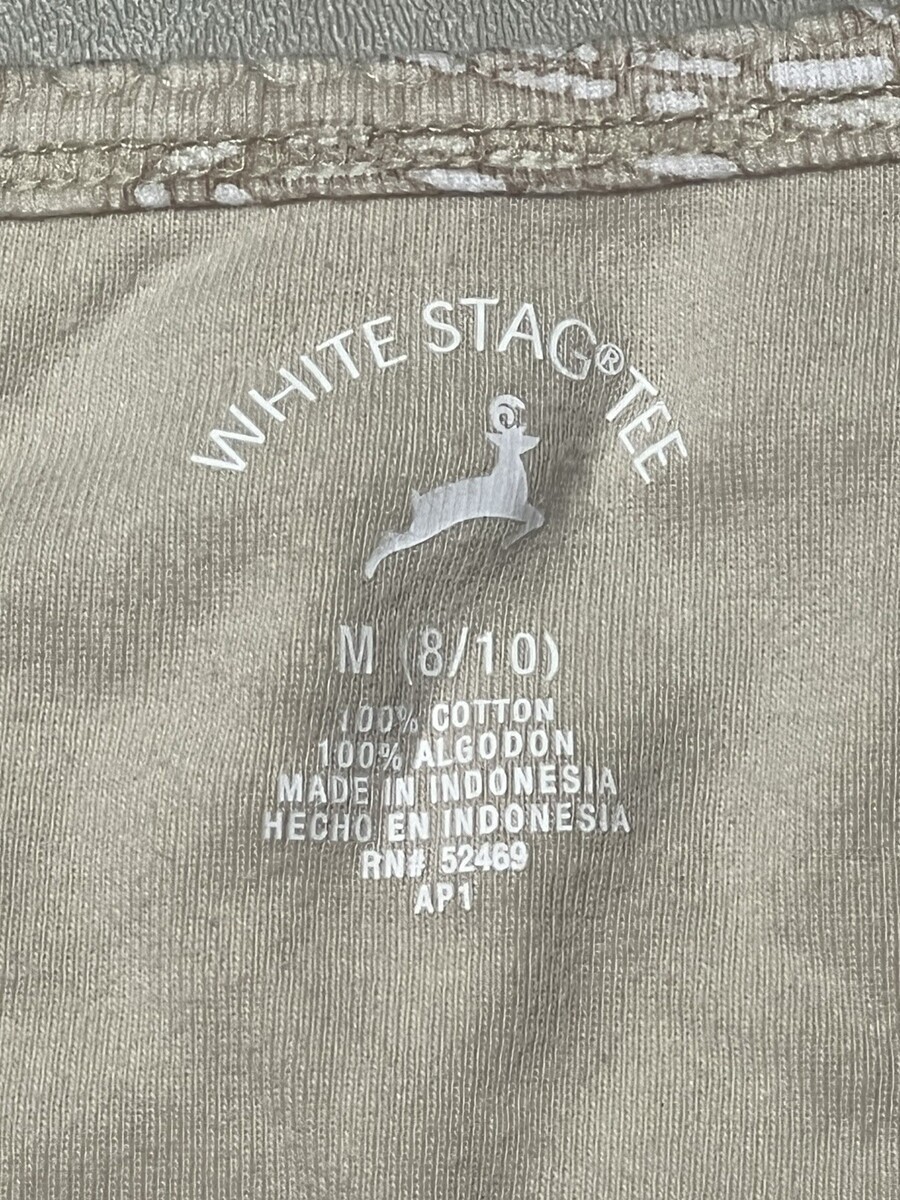 WHITE STAG® TEE
M (8/10)
100% COTTON
100% ALGODON
MADE IN INDONESIA
HECHO EN INDONESIA
RN# 52469
AP1